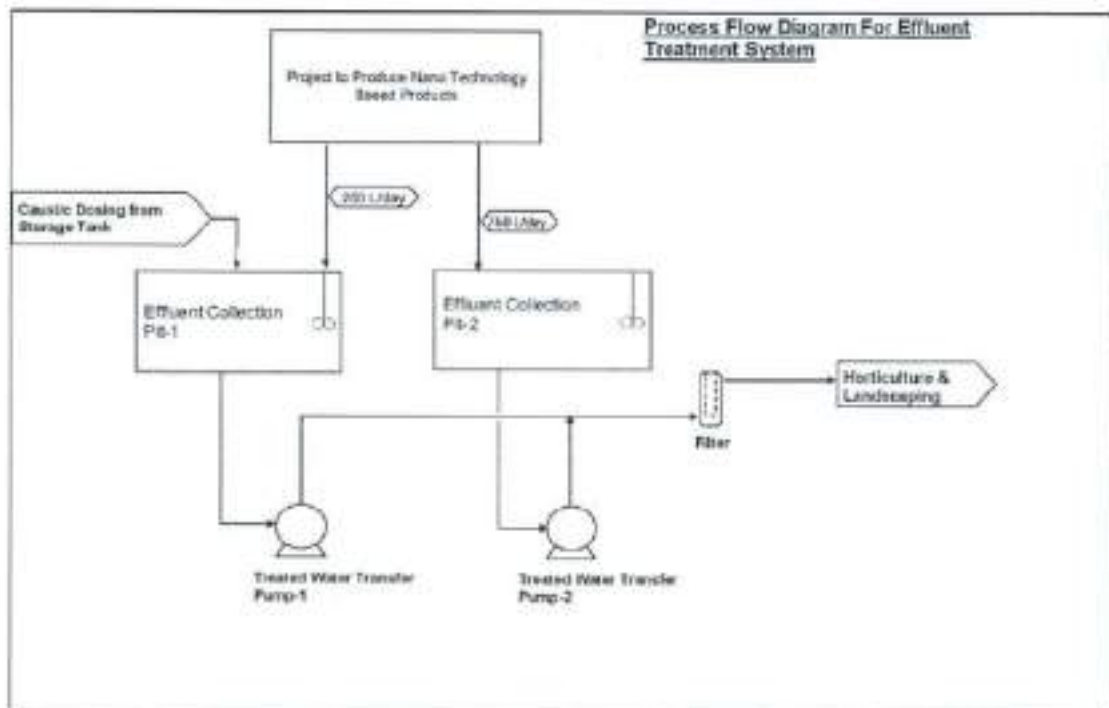 Process Flow Diagram For Effluent
Treatment System
Project to Produce Nano Technology
Based Products
L/day
L/day
Caustic Dosing from
Storage Tank
Effluent Collection
Pit-1
Effluent Collection
Pit-2
Horticulture &
Landscaping
Filter
Treated Water Transfer
Pump-1
Treated Water Transfer
Pump-2